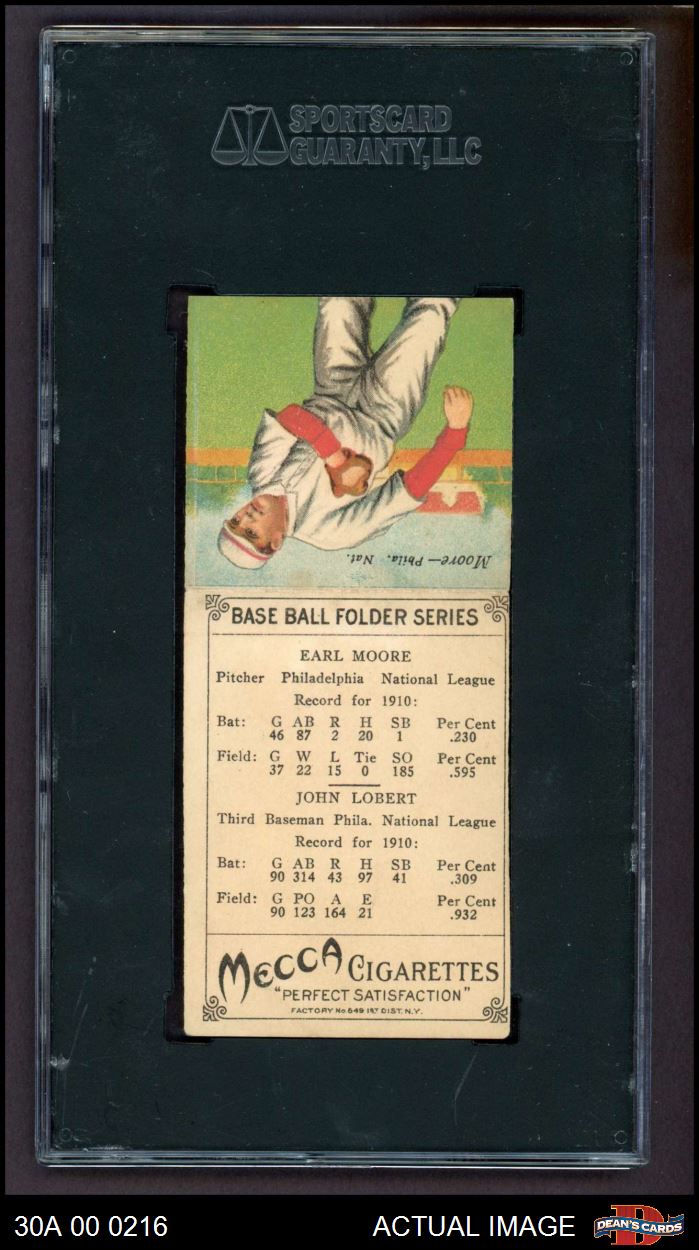 SPORTSCARD
GUARANTY, LLC
Moore—Phila. Nat.
BASE BALL FOLDER SERIES
EARL MOORE
Pitcher Philadelphia National League
Record for 1910:
Bat: G AB R H SB Per Cent
46 87 2 20 1 .230
Field: G W L Tie SO Per Cent
37 22 15 0 185 .595
JOHN LOBERT
Third Baseman Phila. National League
Record for 1910:
Bat: G AB R H SB Per Cent
90 314 43 97 41 .309
Field: G PO A E Per Cent
90 123 164 21 .932
MECCA CIGARETTES
"PERFECT SATISFACTION"
FACTORY No. 649 1ST DIST. N.Y.
30A 00 0216 ACTUAL IMAGE D DEAN'S CARDS